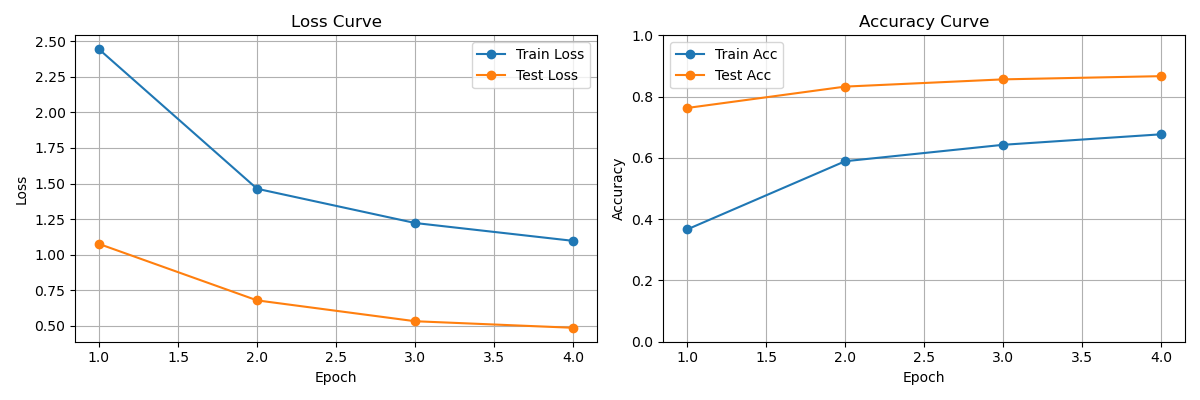 Loss Curve
Train Loss
Test Loss
2.50
2.25
2.00
1.75
1.50
1.25
1.00
0.75
0.50
Loss
1.0 1.5 2.0 2.5 3.0 3.5 4.0
Epoch
Accuracy Curve
Train Acc
Test Acc
1.0
0.8
0.6
0.4
0.2
0.0
Accuracy
1.0 1.5 2.0 2.5 3.0 3.5 4.0
Epoch